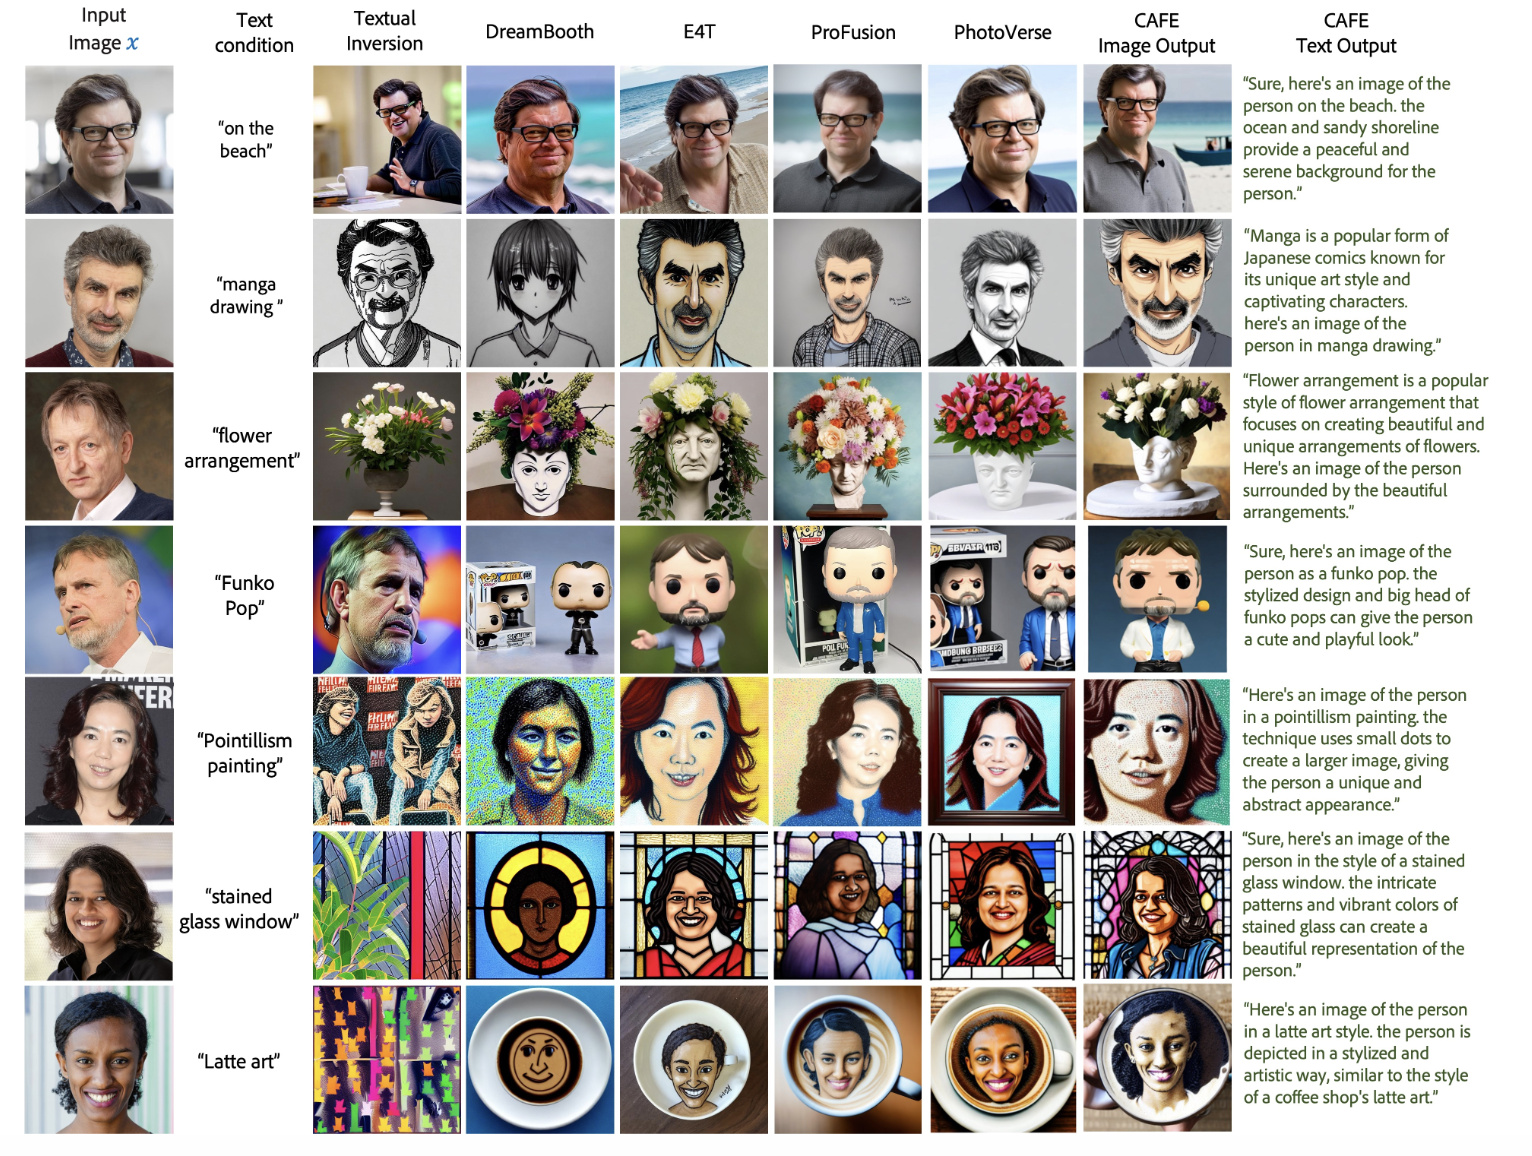 Input
Image x
Text
condition
Textual
Inversion
DreamBooth
E4T
ProFusion
PhotoVerse
CAFE
Image Output
CAFE
Text Output
“on the
beach”
“Sure, here's an image of the
person on the beach. the
ocean and sandy shoreline
provide a peaceful and
serene background for the
person.”
“manga
drawing ”
“Manga is a popular form of
Japanese comics known for
its unique art style and
captivating characters.
here's an image of the
person in manga drawing.”
“flower
arrangement”
“Flower arrangement is a popular
style of flower arrangement that
focuses on creating beautiful and
unique arrangements of flowers.
Here's an image of the person
surrounded by the beautiful
arrangements.”
“Funko
Pop”
“Sure, here's an image of the
person as a funko pop. the
stylized design and big head of
funko pops can give the person
a cute and playful look.”
“Pointillism
painting”
“Here's an image of the person
in a pointillism painting. the
technique uses small dots to
create a larger image, giving
the person a unique and
abstract appearance.”
“stained
glass window”
“Sure, here's an image of the
person in the style of a stained
glass window. the intricate
patterns and vibrant colors of
stained glass can create a
beautiful representation of the
person.”
“Latte art”
“Here's an image of the person
in a latte art style. the person is
depicted in a stylized and
artistic way, similar to the style
of a coffee shop's latte art.”